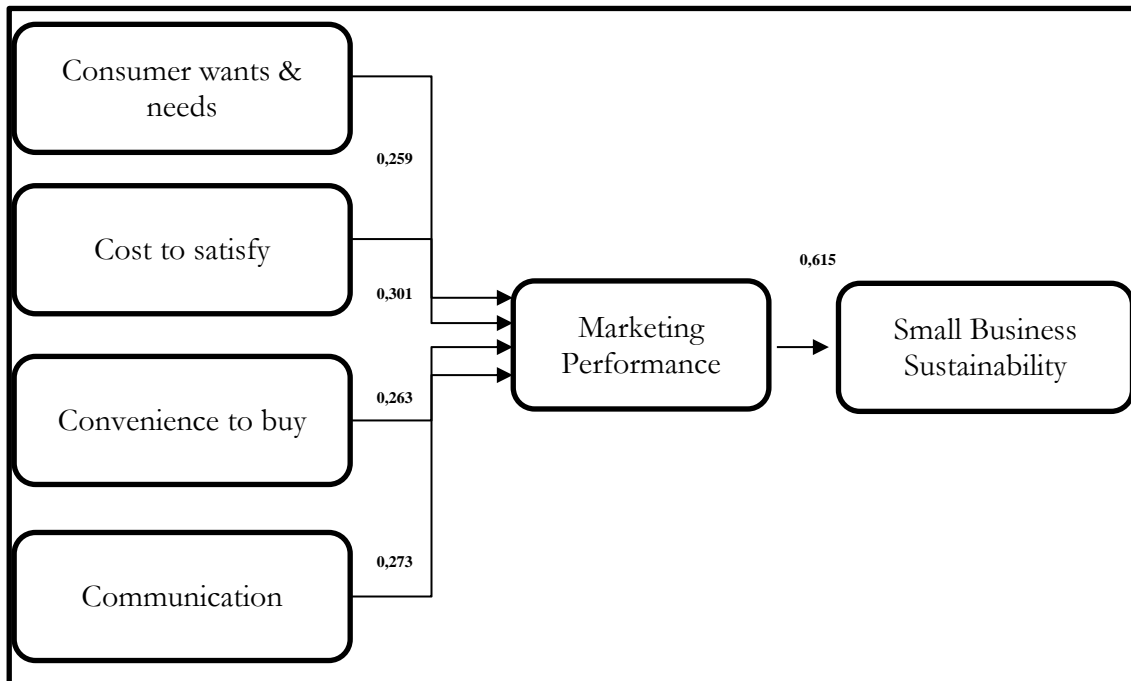 Consumer wants &
needs
0,259
Cost to satisfy
0,301
Convenience to buy
0,263
Communication
0,273
Marketing
Performance
0,615
Small Business
Sustainability